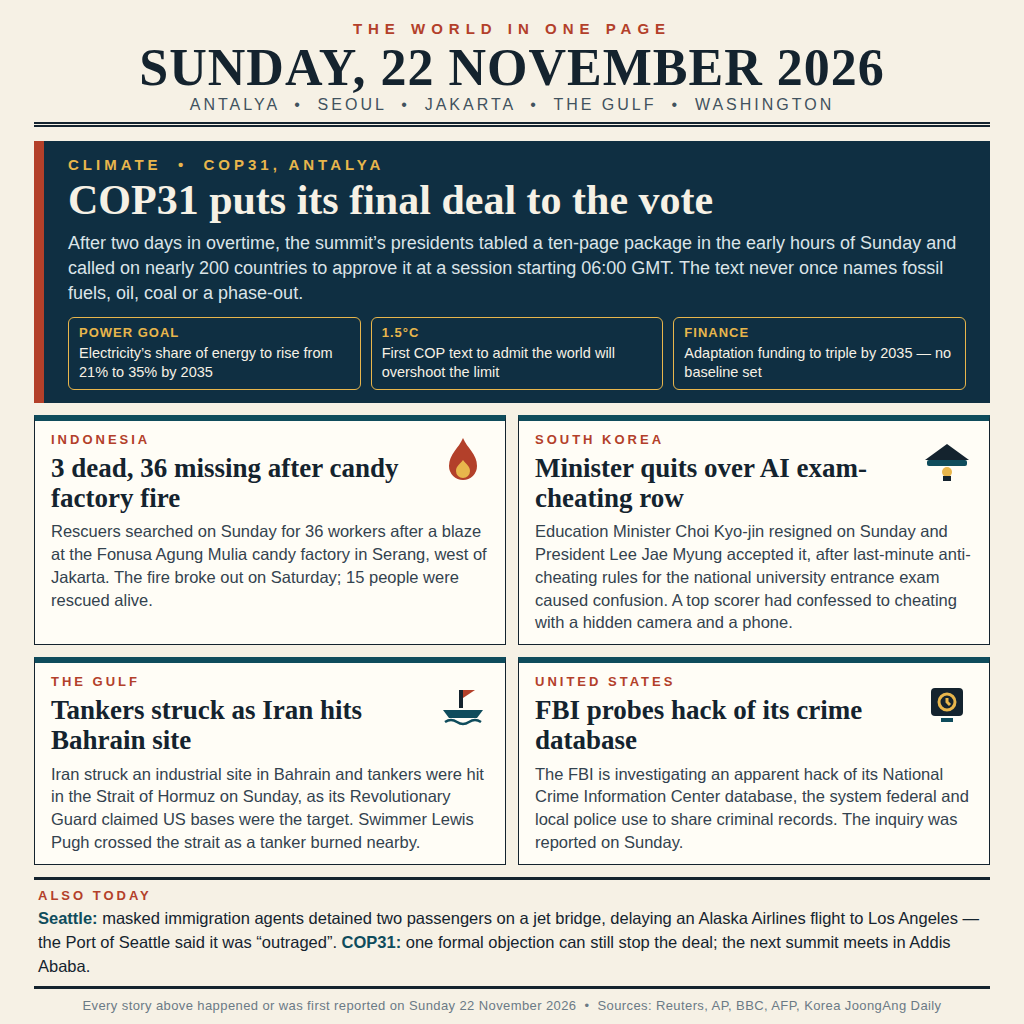 THE WORLD IN ONE PAGE
SUNDAY, 22 NOVEMBER 2026
ANTALYA • SEOUL • JAKARTA • THE GULF • WASHINGTON
CLIMATE • COP31, ANTALYA
COP31 puts its final deal to the vote
After two days in overtime, the summit’s presidents tabled a ten-page package in the early hours of Sunday and
called on nearly 200 countries to approve it at a session starting 06:00 GMT. The text never once names fossil
fuels, oil, coal or a phase-out.
POWER GOAL
Electricity’s share of energy to rise from
21% to 35% by 2035
1.5°C
First COP text to admit the world will
overshoot the limit
FINANCE
Adaptation funding to triple by 2035 — no
baseline set
INDONESIA
3 dead, 36 missing after candy
factory fire
Rescuers searched on Sunday for 36 workers after a blaze
at the Fonusa Agung Mulia candy factory in Serang, west of
Jakarta. The fire broke out on Saturday; 15 people were
rescued alive.
SOUTH KOREA
Minister quits over AI exam-
cheating row
Education Minister Choi Kyo-jin resigned on Sunday and
President Lee Jae Myung accepted it, after last-minute anti-
cheating rules for the national university entrance exam
caused confusion. A top scorer had confessed to cheating
with a hidden camera and a phone.
THE GULF
Tankers struck as Iran hits
Bahrain site
Iran struck an industrial site in Bahrain and tankers were hit
in the Strait of Hormuz on Sunday, as its Revolutionary
Guard claimed US bases were the target. Swimmer Lewis
Pugh crossed the strait as a tanker burned nearby.
UNITED STATES
FBI probes hack of its crime
database
The FBI is investigating an apparent hack of its National
Crime Information Center database, the system federal and
local police use to share criminal records. The inquiry was
reported on Sunday.
ALSO TODAY
Seattle: masked immigration agents detained two passengers on a jet bridge, delaying an Alaska Airlines flight to Los Angeles —
the Port of Seattle said it was “outraged”. COP31: one formal objection can still stop the deal; the next summit meets in Addis
Ababa.
Every story above happened or was first reported on Sunday 22 November 2026 • Sources: Reuters, AP, BBC, AFP, Korea JoongAng Daily